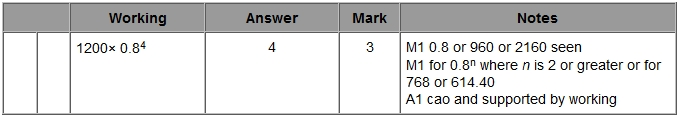 Working Answer Mark Notes
1200× 0.8⁴ 4 3 M1 0.8 or 960 or 2160 seen
M1 for 0.8ⁿ where n is 2 or greater or for
768 or 614.40
A1 cao and supported by working